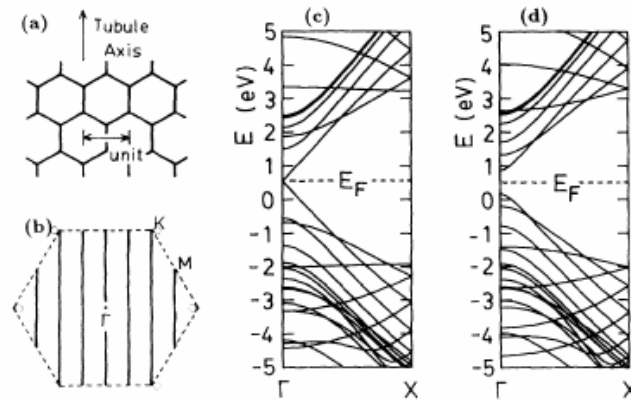 (a)
Tubule
Axis
unit
(b)
K
M
Γ
(c)
E (eV)
5
4
3
2
1
0
-1
-2
-3
-4
-5
E_F
Γ
X
(d)
E (eV)
5
4
3
2
1
0
-1
-2
-3
-4
-5
E_F
Γ
X